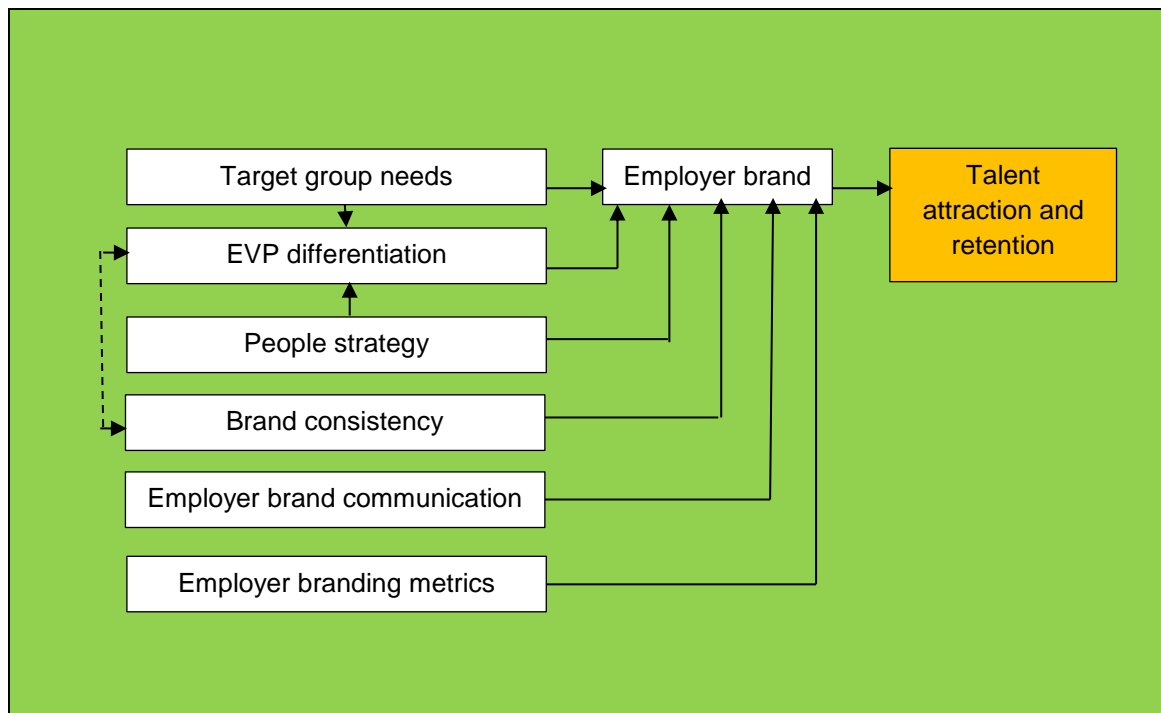 Target group needs
Employer brand
Talent
attraction and
retention
EVP differentiation
People strategy
Brand consistency
Employer brand communication
Employer branding metrics